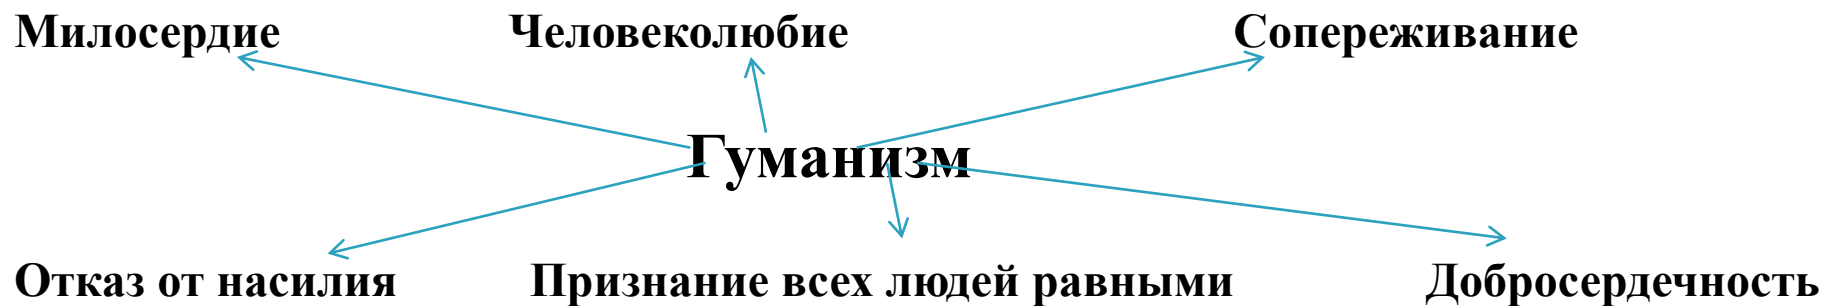 Милосердие Человеколюбие Сопереживание
Гуманизм
Отказ от насилия Признание всех людей равными Добросердечность